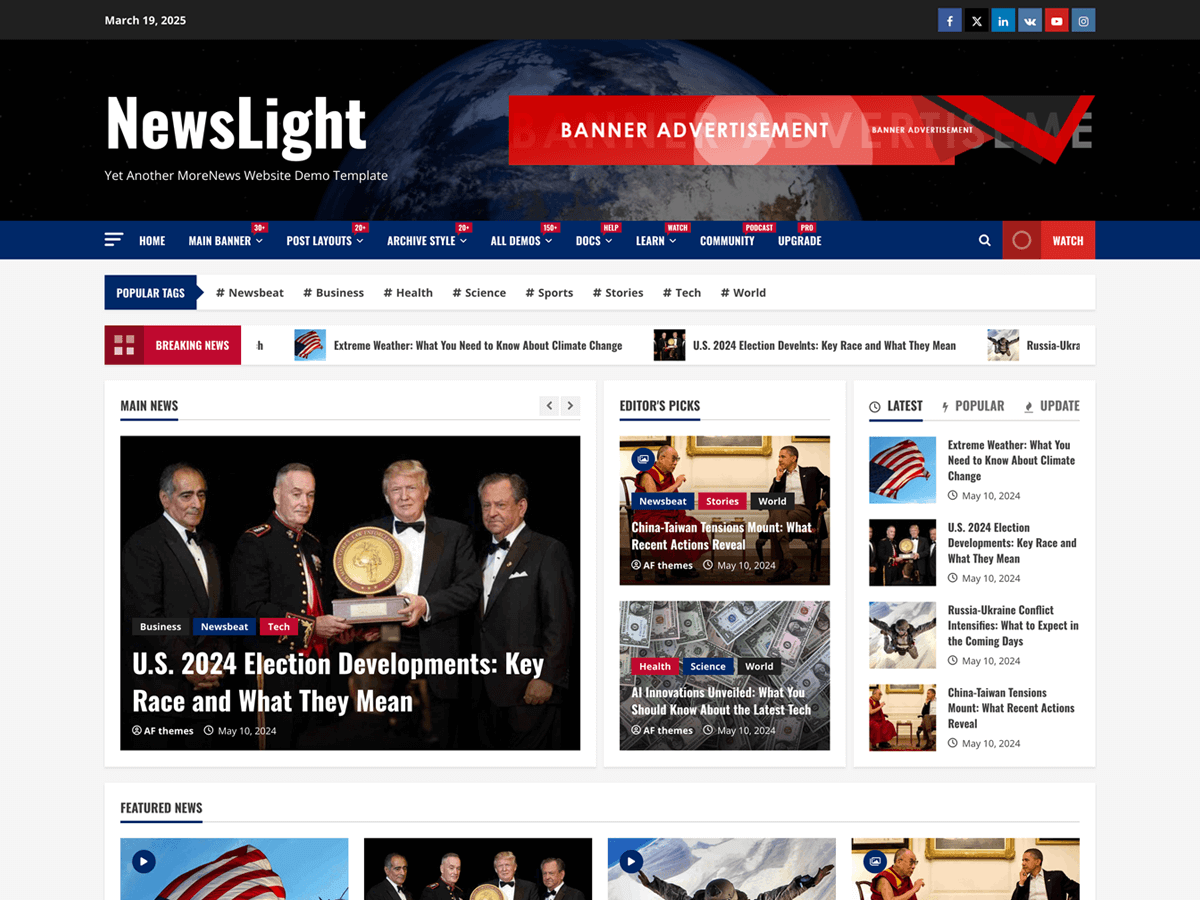 March 19, 2025
NewsLight
Yet Another MoreNews Website Demo Template
BANNER ADVERTISEMENT
BANNER ADVERTISEMENT
BANNER ADVERTISEME
HOME
MAIN BANNER 30+
POST LAYOUTS 20+
ARCHIVE STYLE 20+
ALL DEMOS 150+
DOCS HELP
LEARN WATCH
COMMUNITY PODCAST
UPGRADE PRO
WATCH
POPULAR TAGS
# Newsbeat
# Business
# Health
# Science
# Sports
# Stories
# Tech
# World
BREAKING NEWS
h
Extreme Weather: What You Need to Know About Climate Change
U.S. 2024 Election Develnts: Key Race and What They Mean
Russia-Ukra
MAIN NEWS
Business Newsbeat Tech
U.S. 2024 Election Developments: Key
Race and What They Mean
AF themes May 10, 2024
EDITOR'S PICKS
Newsbeat Stories World
China-Taiwan Tensions Mount: What
Recent Actions Reveal
AF themes May 10, 2024
Health Science World
AI Innovations Unveiled: What You
Should Know About the Latest Tech
AF themes May 10, 2024
LATEST POPULAR UPDATE
Extreme Weather: What You
Need to Know About Climate
Change
May 10, 2024
U.S. 2024 Election
Developments: Key Race and
What They Mean
May 10, 2024
Russia-Ukraine Conflict
Intensifies: What to Expect in
the Coming Days
May 10, 2024
China-Taiwan Tensions
Mount: What Recent Actions
Reveal
May 10, 2024
FEATURED NEWS